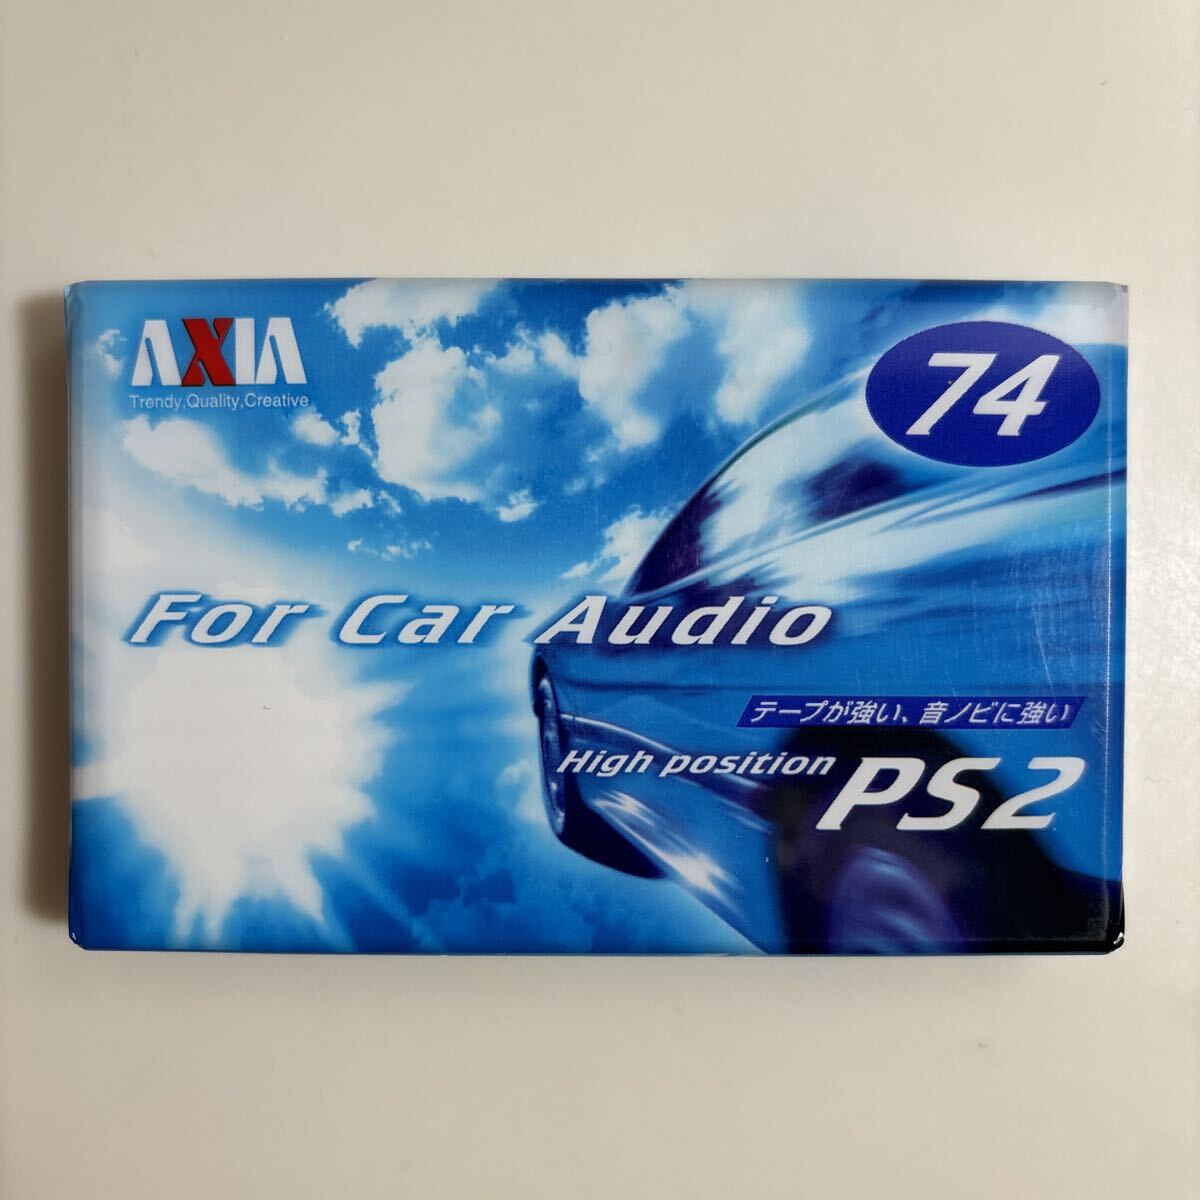 AXIA
Trendy,Quality,Creative
74
For Car Audio
テープが強い、音ノビに強い
High position PS2